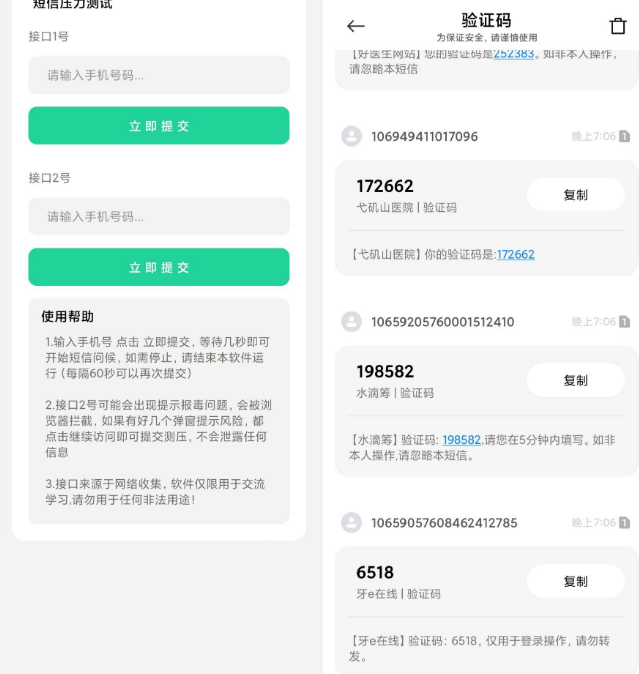 短信压力测试
接口1号
请输入手机号码...
立即提交
接口2号
请输入手机号码...
立即提交
使用帮助
1.输入手机号 点击 立即提交，等待几秒即可
开始短信问候，如需停止，请结束本软件运
行（每隔60秒可以再次提交）
2.接口2号可能会出现提示报毒问题，会被浏
览器拦截，如果有好几个弹窗提示风险，都
点击继续访问即可提交测压，不会泄露任何
信息
3.接口来源于网络收集，软件仅限用于交流
学习,请勿用于任何非法用途！
验证码
为保证安全，请谨慎使用
【好医生网站】您的验证码是252383。如非本人操作，
请忽略本短信
106949411017096
晚上7:06 1
172662
复制
弋矶山医院 | 验证码
【弋矶山医院】你的验证码是:172662
10659205760001512410
晚上7:06 1
198582
复制
水滴筹 | 验证码
【水滴筹】验证码: 198582,请您在5分钟内填写。如非
本人操作,请忽略本短信。
10659057608462412785
晚上7:06 1
6518
复制
牙e在线 | 验证码
【牙e在线】验证码：6518，仅用于登录操作，请勿转
发。